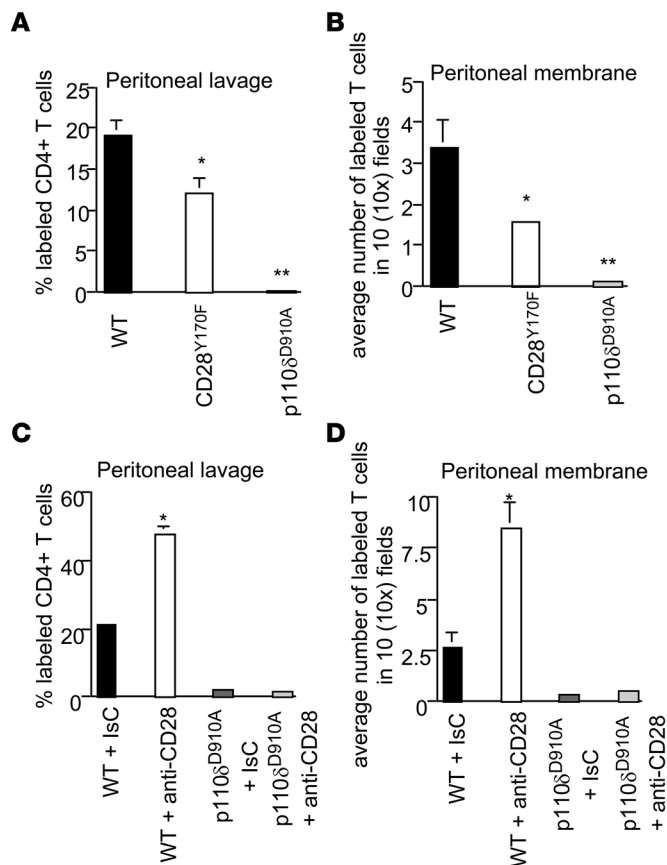 A
Peritoneal lavage
% labeled CD4+ T cells
25
20
15
10
5
0
*
**
WT
CD28Y170F
p110δD910A
B
Peritoneal membrane
average number of labeled T cells
in 10 (10x) fields
5
4
3
2
1
0
*
**
WT
CD28Y170F
p110δD910A
C
Peritoneal lavage
% labeled CD4+ T cells
60
40
20
0
*
WT + IsC
WT + anti-CD28
p110δD910A
+ IsC
p110δD910A
+ anti-CD28
D
Peritoneal membrane
average number of labeled T cells
in 10 (10x) fields
10
7.5
5
2.5
0
*
WT + IsC
WT + anti-CD28
p110δD910A
+ IsC
p110δD910A
+ anti-CD28